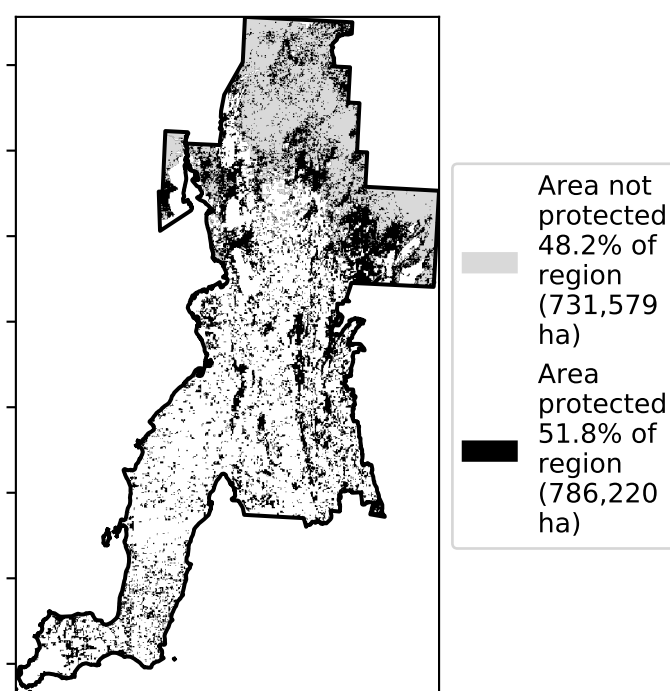 Area not
protected
48.2% of
region
(731,579
ha)
Area
protected
51.8% of
region
(786,220
ha)